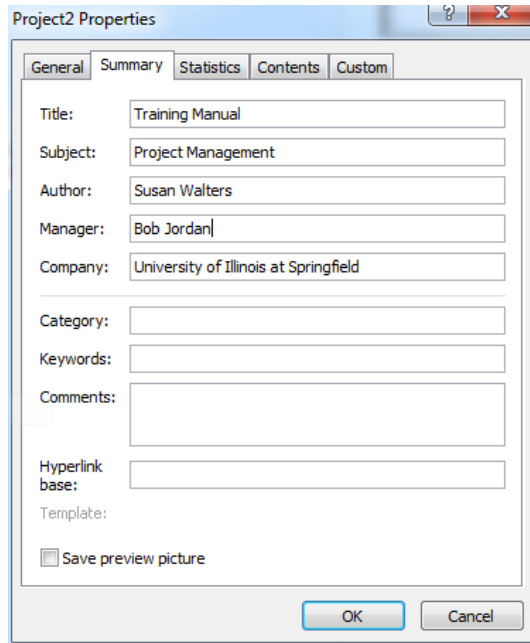 Project2 Properties
General Summary Statistics Contents Custom
Title: Training Manual
Subject: Project Management
Author: Susan Walters
Manager: Bob Jordan
Company: University of Illinois at Springfield
Category:
Keywords:
Comments:
Hyperlink
base:
Template:
Save preview picture
OK Cancel